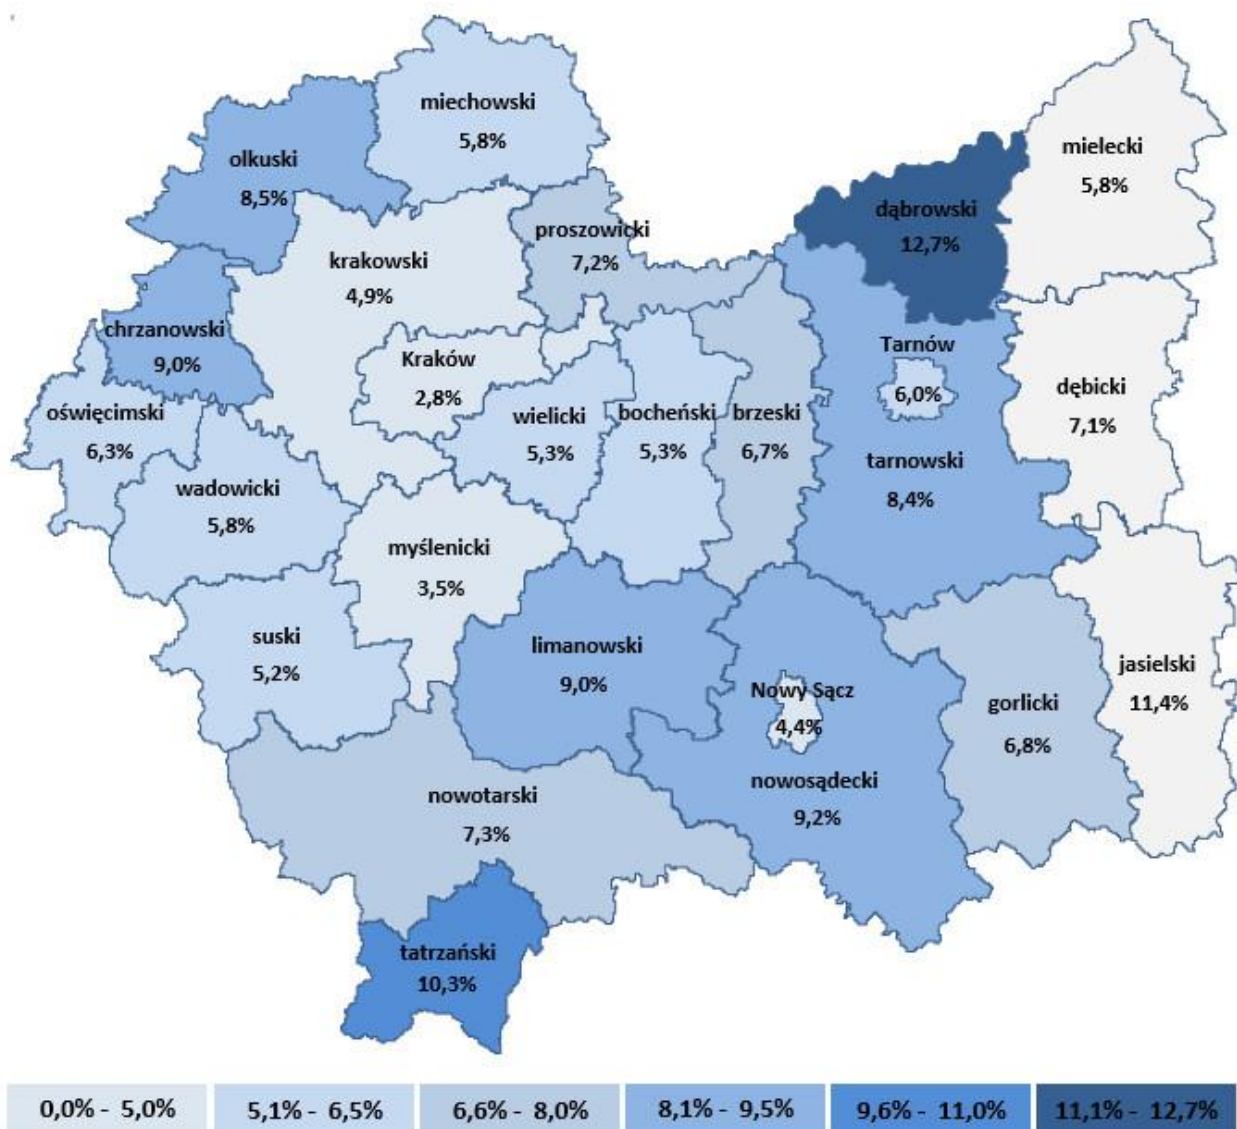 miechowski
5,8%
olkuski
8,5%
mielecki
5,8%
dąbrowski
12,7%
proszowicki
7,2%
krakowski
4,9%
chrzanowski
9,0%
Kraków
2,8%
Tarnów
6,0%
dębicki
7,1%
oświęcimski
6,3%
wielicki
5,3%
bocheński
5,3%
brzeski
6,7%
tarnowski
8,4%
wadowicki
5,8%
myślenicki
3,5%
suski
5,2%
limanowski
9,0%
Nowy Sącz
4,4%
gorlicki
6,8%
jasielski
11,4%
nowotarski
7,3%
nowosądecki
9,2%
tatrzański
10,3%
0,0% - 5,0%
5,1% - 6,5%
6,6% - 8,0%
8,1% - 9,5%
9,6% - 11,0%
11,1% - 12,7%